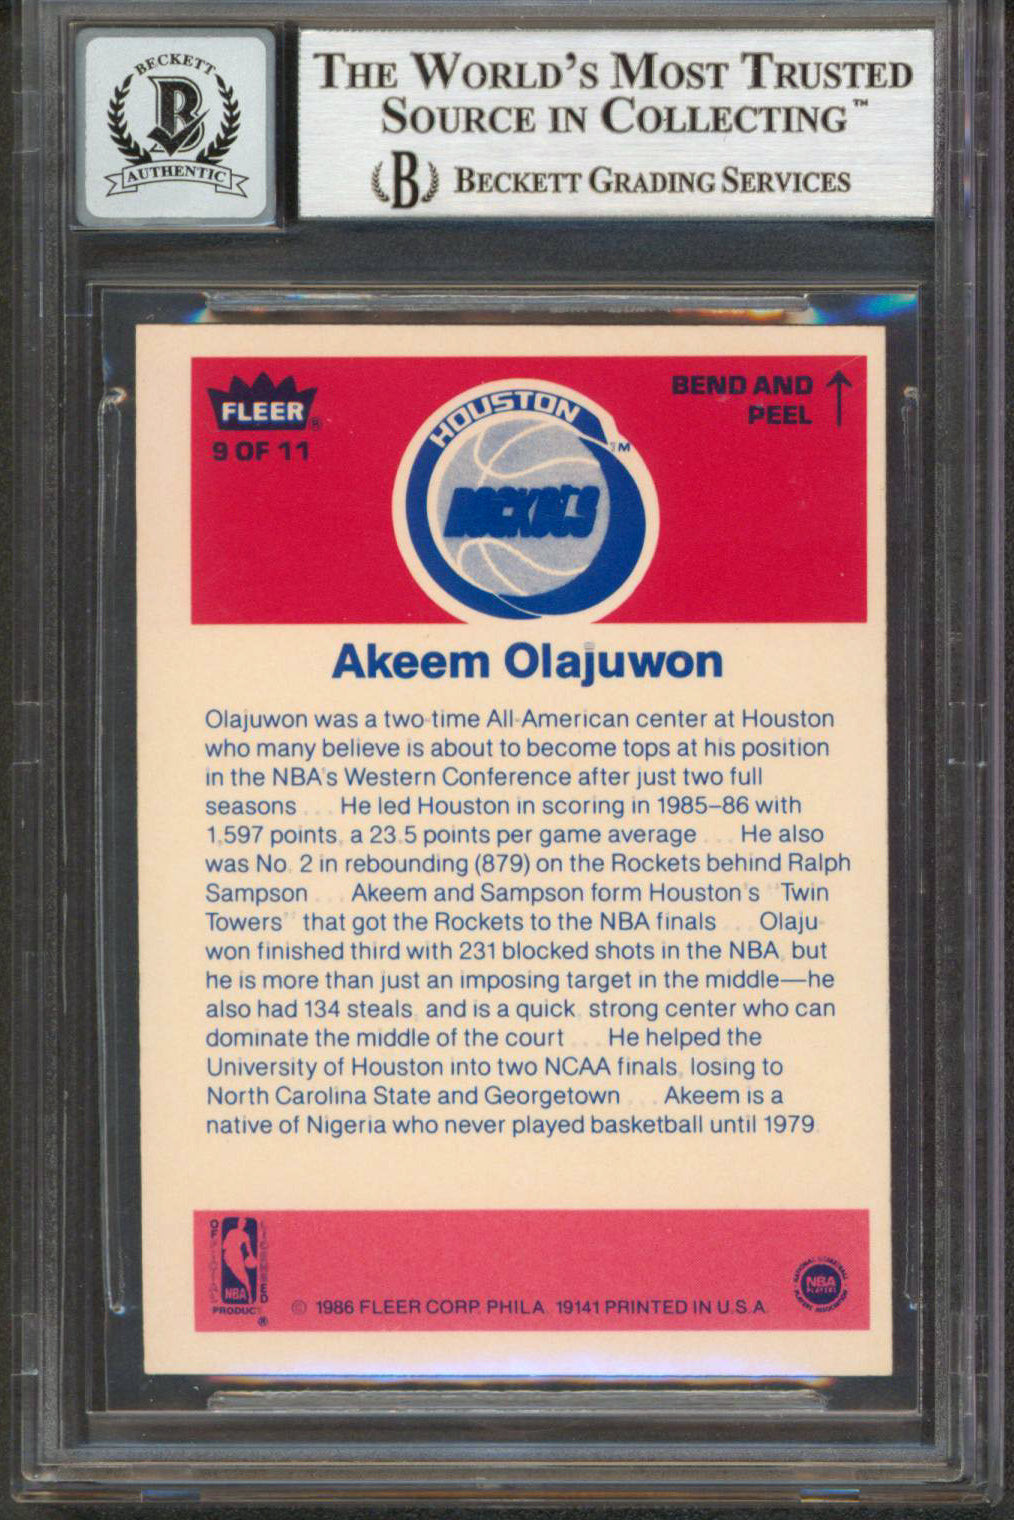 BECKETT
B
AUTHENTIC
THE WORLD'S MOST TRUSTED
SOURCE IN COLLECTING™
B BECKETT GRADING SERVICES
FLEER®
9 OF 11
HOUSTON
ROCKETS
TM
BEND AND
PEEL
Akeem Olajuwon
Olajuwon was a two-time All-American center at Houston
who many believe is about to become tops at his position
in the NBA's Western Conference after just two full
seasons . . . He led Houston in scoring in 1985–86 with
1,597 points, a 23.5 points per game average . . . He also
was No. 2 in rebounding (879) on the Rockets behind Ralph
Sampson . . . Akeem and Sampson form Houston's "Twin
Towers" that got the Rockets to the NBA finals . . . Olaju-
won finished third with 231 blocked shots in the NBA, but
he is more than just an imposing target in the middle—he
also had 134 steals, and is a quick, strong center who can
dominate the middle of the court . . . He helped the
University of Houston into two NCAA finals, losing to
North Carolina State and Georgetown . . . Akeem is a
native of Nigeria who never played basketball until 1979.
OFFICIAL LICENSED
NBA
PRODUCT
®
© 1986 FLEER CORP. PHILA. 19141 PRINTED IN U.S.A.
NATIONAL BASKETBALL
NBA
PLAYERS
PLAYERS ASSOCIATION